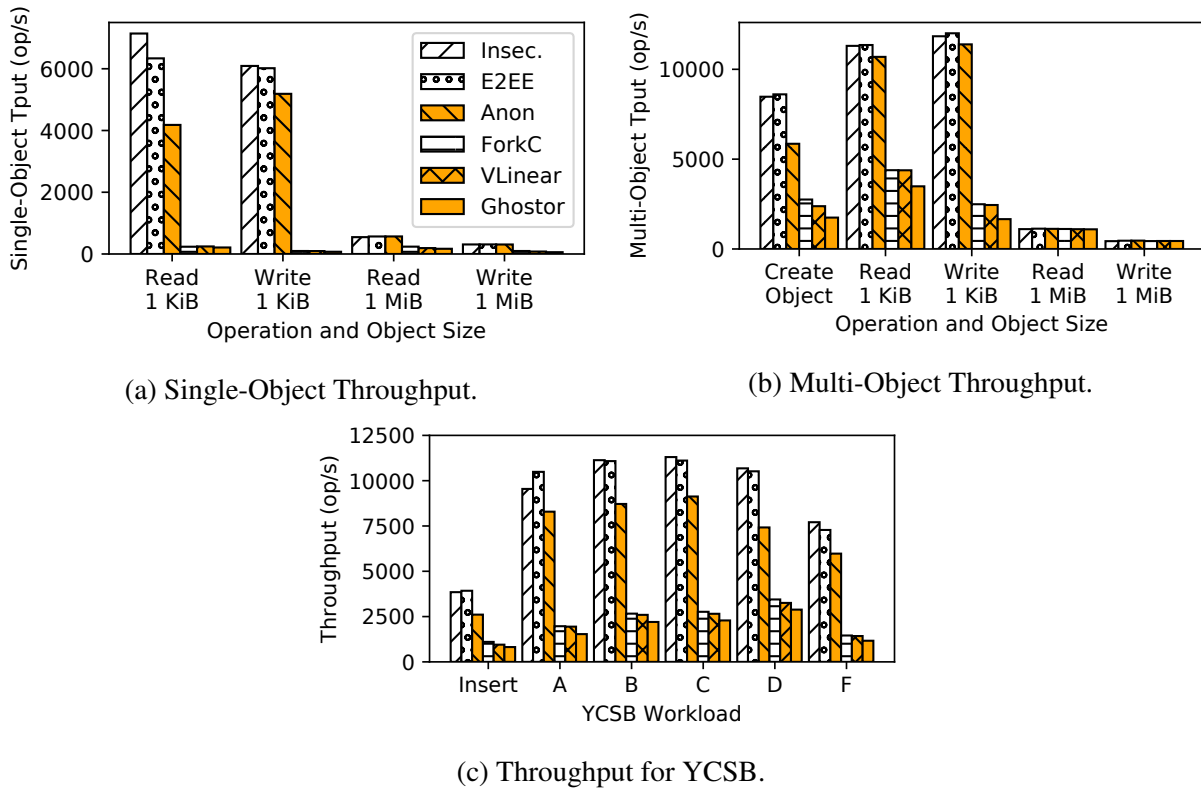 Single-Object Tput (op/s)
6000
4000
2000
0
Insec.
E2EE
Anon
ForkC
VLinear
Ghostor
Read
1 KiB
Write
1 KiB
Read
1 MiB
Write
1 MiB
Operation and Object Size
(a) Single-Object Throughput.
Multi-Object Tput (op/s)
10000
5000
0
Create
Object
Read
1 KiB
Write
1 KiB
Read
1 MiB
Write
1 MiB
Operation and Object Size
(b) Multi-Object Throughput.
Throughput (op/s)
12500
10000
7500
5000
2500
0
Insert
A
B
C
D
F
YCSB Workload
(c) Throughput for YCSB.